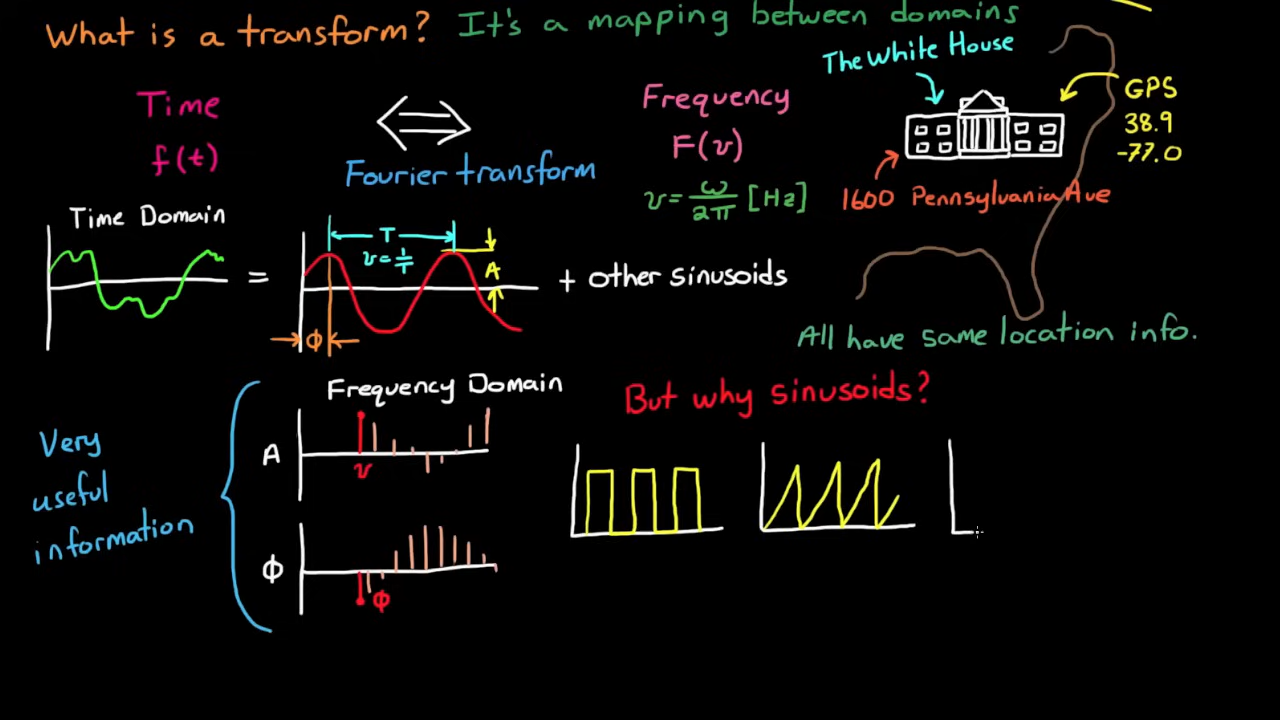 What is a transform? It's a mapping between domains
The White House
Time
f(t)
Fourier transform
Frequency
F(v)
v = ω/2π [Hz]
GPS
38.9
-77.0
1600 Pennsylvania Ave
Time Domain
=
T
v = 1/T
A
Φ
+ other sinusoids
All have same location info.
Frequency Domain
But why sinusoids?
Very
useful
information
A
v
Φ
Φ